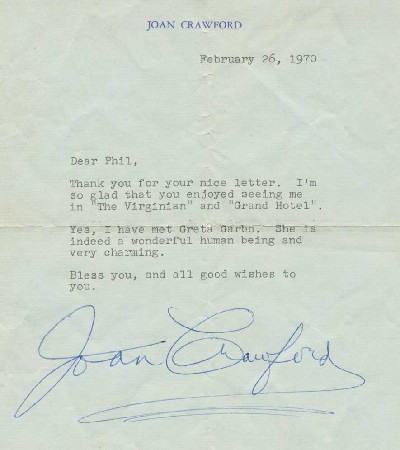 JOAN CRAWFORD
February 26, 1970
Dear Phil,
Thank you for your nice letter. I'm
so glad that you enjoyed seeing me
in "The Virginian" and "Grand Hotel".
Yes, I have met Greta Garbo. She is
indeed a wonderful human being and
very charming.
Bless you, and all good wishes to
you.
Joan Crawford